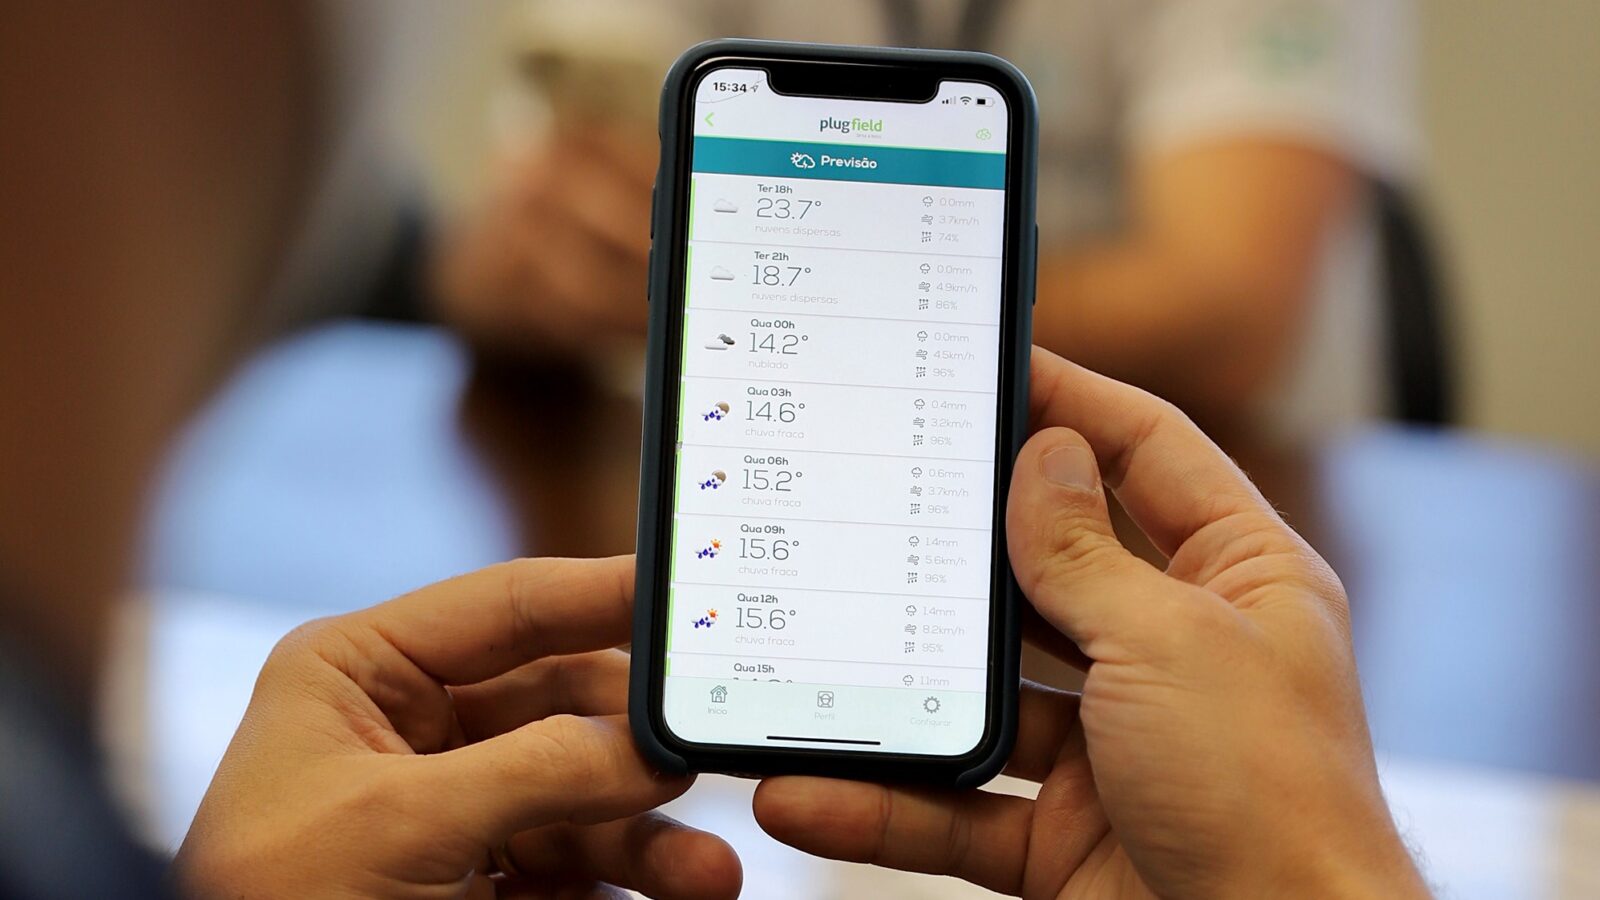 15:34
plugfield
Previsão
Ter 18h
23.7°
nuvens dispersas
0.0mm
3.7km/h
74%
Ter 21h
18.7°
nuvens dispersas
0.0mm
4.9km/h
86%
Qua 00h
14.2°
nublado
0.0mm
4.5km/h
96%
Qua 03h
14.6°
chuva fraca
0.4mm
3.2km/h
96%
Qua 06h
15.2°
chuva fraca
0.6mm
3.7km/h
96%
Qua 09h
15.6°
chuva fraca
1.4mm
5.6km/h
96%
Qua 12h
15.6°
chuva fraca
1.4mm
8.2km/h
95%
Qua 15h
1.1mm
Início
Perfil
Configurar